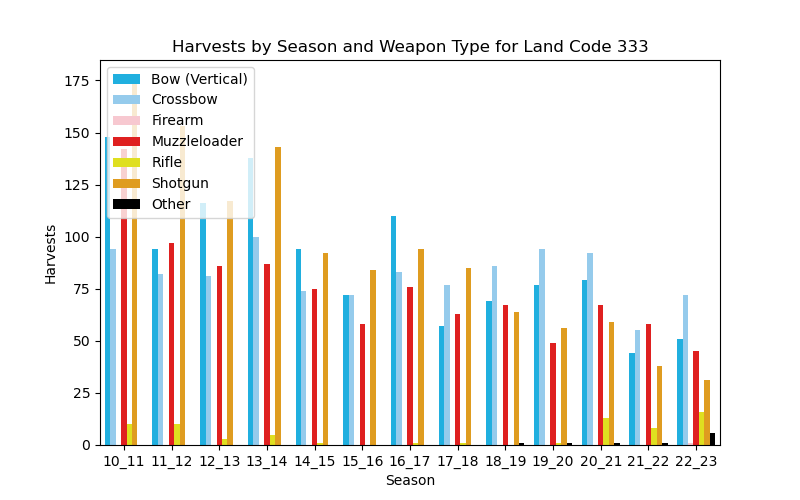 Harvests by Season and Weapon Type for Land Code 333
175
150
125
100
75
50
25
0
Harvests
Bow (Vertical)
Crossbow
Firearm
Muzzleloader
Rifle
Shotgun
Other
10_11 11_12 12_13 13_14 14_15 15_16 16_17 17_18 18_19 19_20 20_21 21_22 22_23
Season